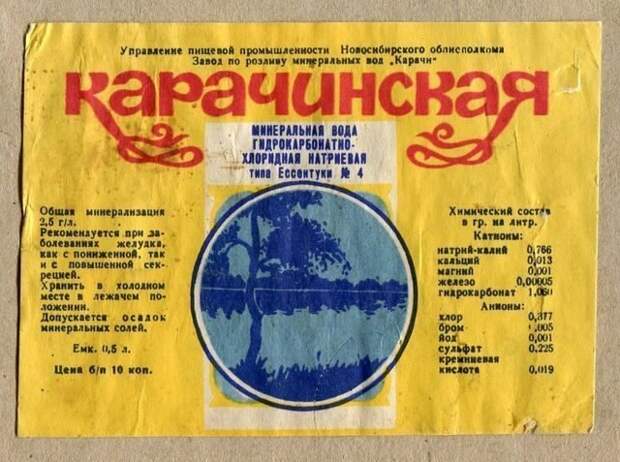 Управление пищевой промышленности Новосибирского облисполкома
Завод по розливу минеральных вод „Карачи“
Карачинская
МИНЕРАЛЬНАЯ ВОДА
ГИДРОКАРБОНАТНО-
ХЛОРИДНАЯ НАТРИЕВАЯ
типа Ессентуки № 4
Общая минерализация
2,5 г/л.
Рекомендуется при за-
болеваниях желудка,
как с пониженной, так
и с повышенной сек-
рецией.
Хранить в холодном
месте в лежачем по-
ложении.
Допускается осадок
минеральных солей.
Емк. 0,5 л.
Цена б/п 10 коп.
Химический состав
в гр. на литр.
Катионы:
натрий-калий 0,766
кальций 0,013
магний 0,001
железо 0,00005
гидрокарбонат 1,060
Анионы:
хлор 0,377
бром 0,005
йод 0,001
сульфат 0,225
кремниевая
кислота 0,019